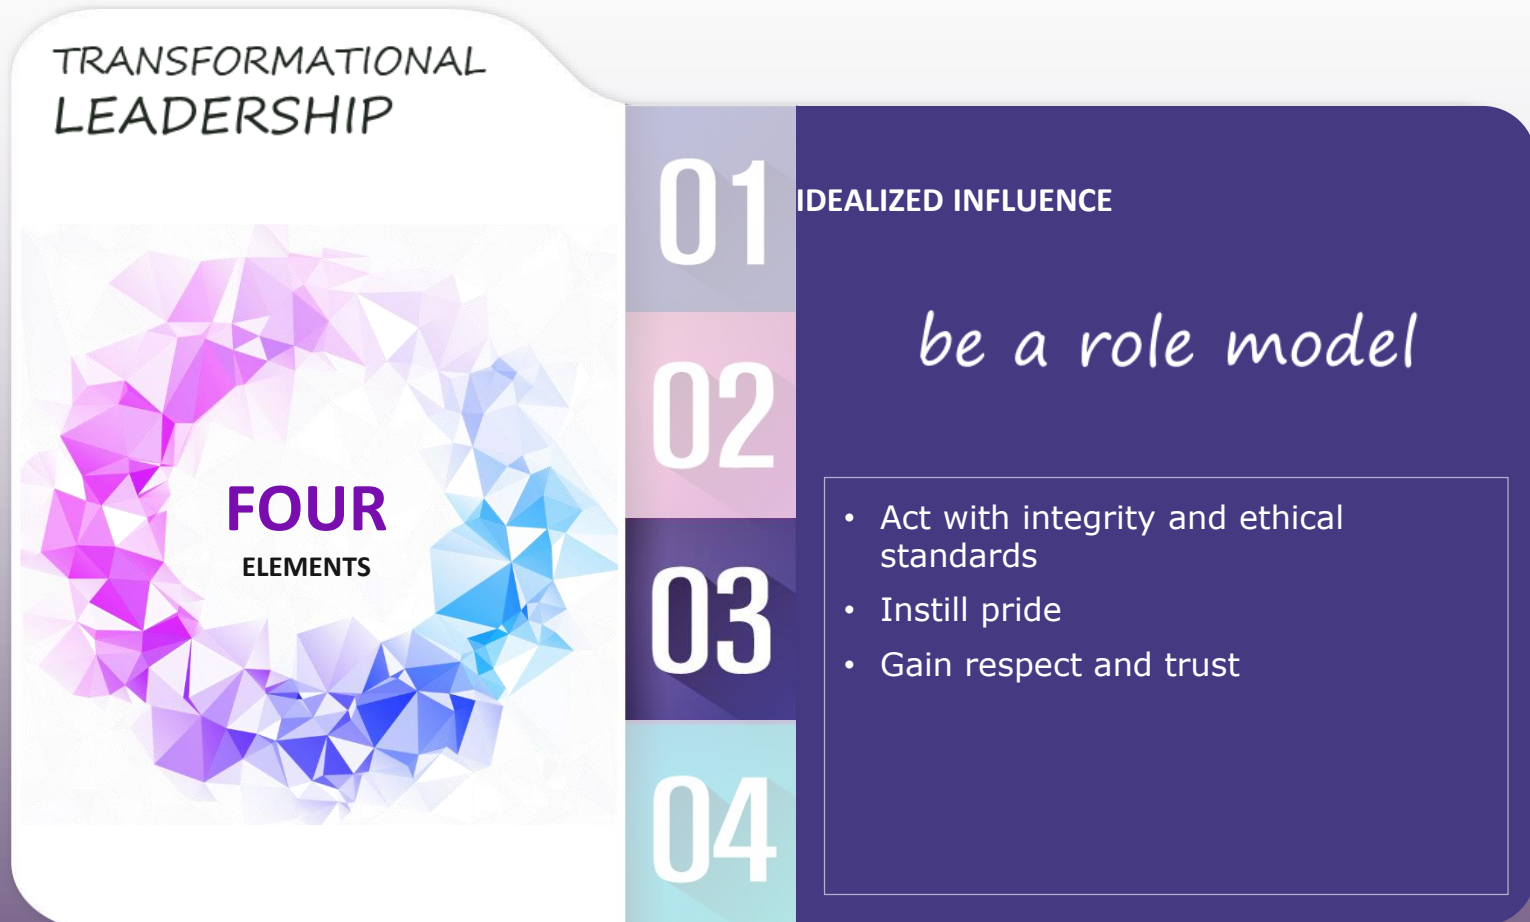 TRANSFORMATIONAL
LEADERSHIP
FOUR
ELEMENTS
01
02
03
04
IDEALIZED INFLUENCE
be a role model
• Act with integrity and ethical
standards
• Instill pride
• Gain respect and trust